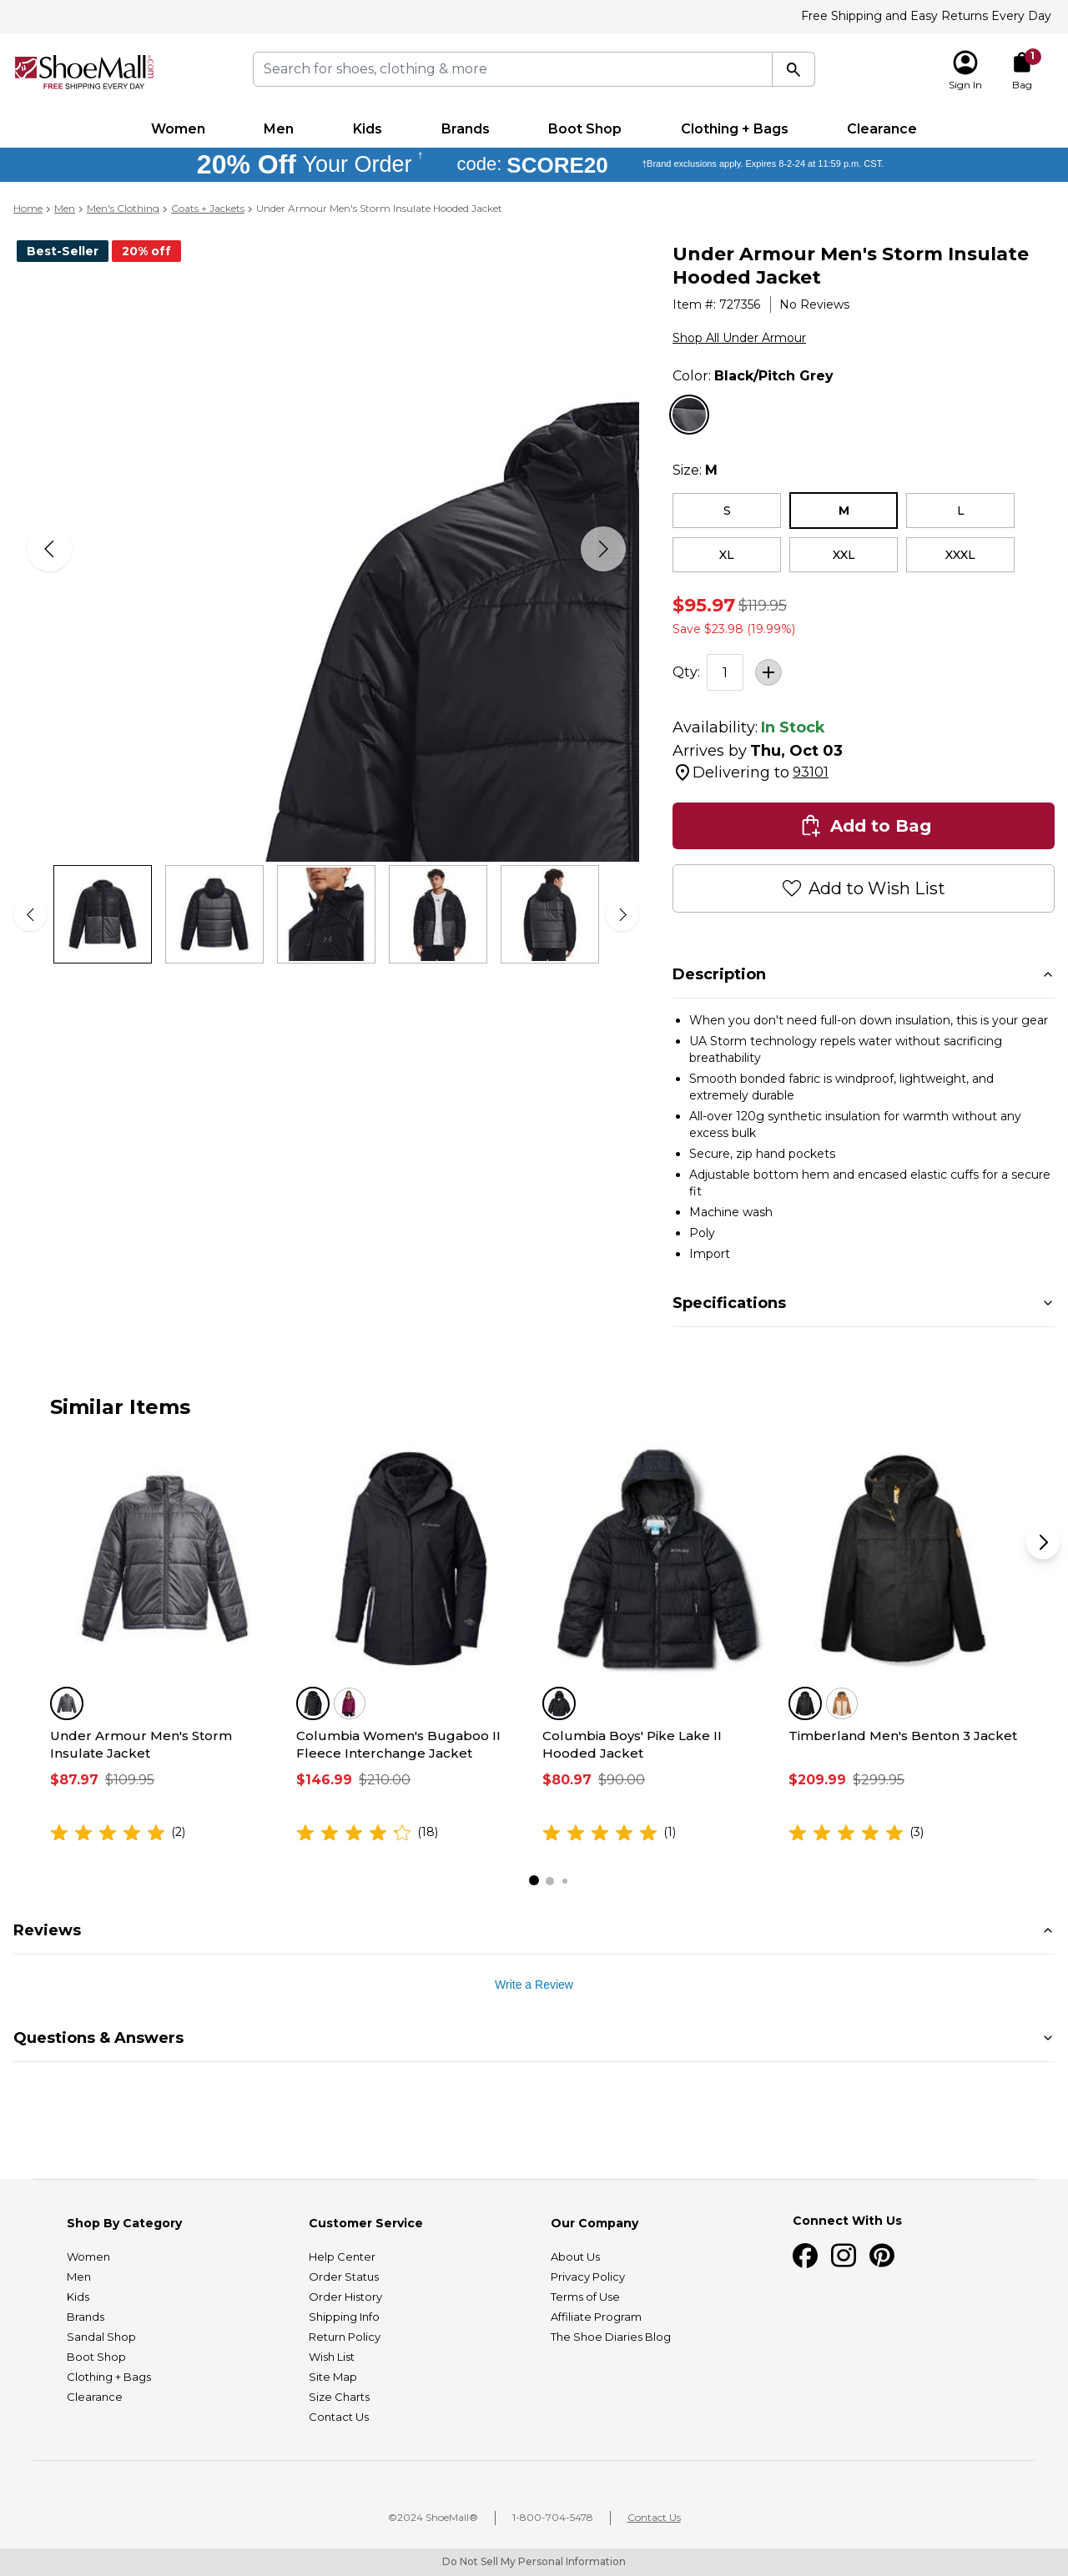 Free Shipping and Easy Returns Every Day
ShoeMall.com
FREE SHIPPING EVERY DAY
Search for shoes, clothing & more
Sign In
1
Bag
Women
Men
Kids
Brands
Boot Shop
Clothing + Bags
Clearance
20% Off Your Order † code: SCORE20 †Brand exclusions apply. Expires 8-2-24 at 11:59 p.m. CST.
Home > Men > Men's Clothing > Coats + Jackets > Under Armour Men's Storm Insulate Hooded Jacket
Best-Seller
20% off
Under Armour Men's Storm Insulate
Hooded Jacket
Item #: 727356 | No Reviews
Shop All Under Armour
Color: Black/Pitch Grey
Size: M
S
M
L
XL
XXL
XXXL
$95.97 $119.95
Save $23.98 (19.99%)
Qty: 1 +
Availability: In Stock
Arrives by Thu, Oct 03
Delivering to 93101
Add to Bag
Add to Wish List
Description
• When you don't need full-on down insulation, this is your gear
• UA Storm technology repels water without sacrificing
breathability
• Smooth bonded fabric is windproof, lightweight, and
extremely durable
• All-over 120g synthetic insulation for warmth without any
excess bulk
• Secure, zip hand pockets
• Adjustable bottom hem and encased elastic cuffs for a secure
fit
• Machine wash
• Poly
• Import
Specifications
Similar Items
Under Armour Men's Storm
Insulate Jacket
$87.97 $109.95
(2)
Columbia Women's Bugaboo II
Fleece Interchange Jacket
$146.99 $210.00
(18)
Columbia Boys' Pike Lake II
Hooded Jacket
$80.97 $90.00
(1)
Timberland Men's Benton 3 Jacket
$209.99 $299.95
(3)
Reviews
Write a Review
Questions & Answers
Shop By Category
Women
Men
Kids
Brands
Sandal Shop
Boot Shop
Clothing + Bags
Clearance
Customer Service
Help Center
Order Status
Order History
Shipping Info
Return Policy
Wish List
Site Map
Size Charts
Contact Us
Our Company
About Us
Privacy Policy
Terms of Use
Affiliate Program
The Shoe Diaries Blog
Connect With Us
©2024 ShoeMall® | 1-800-704-5478 | Contact Us
Do Not Sell My Personal Information